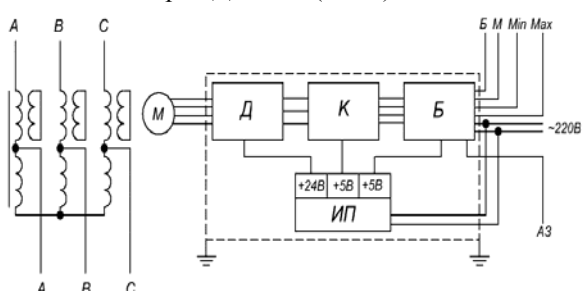 A B C
Б М Min Max
М Д К Б
~220В
+24В +5В +5В
ИП
АЗ
A B C